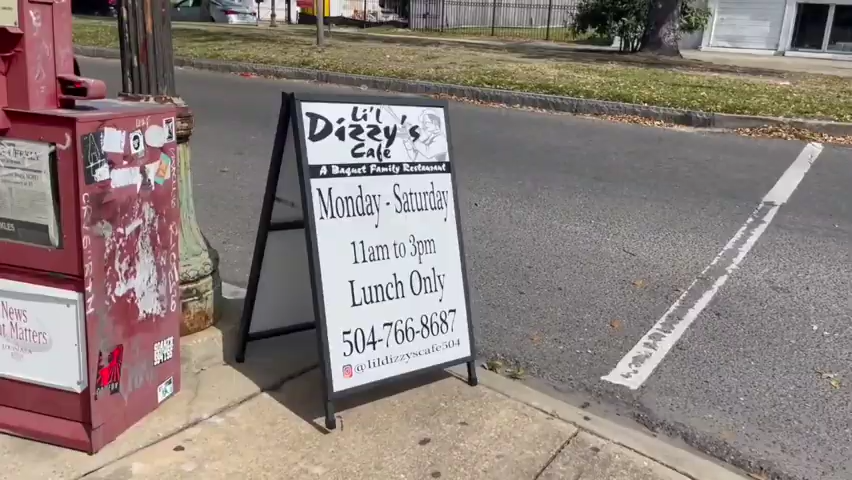 Li'l
Dizzy's
Cafe
A Baquet Family Restaurant
Monday - Saturday
11am to 3pm
Lunch Only
504-766-8687
@lildizzyscafe504
News
Matters